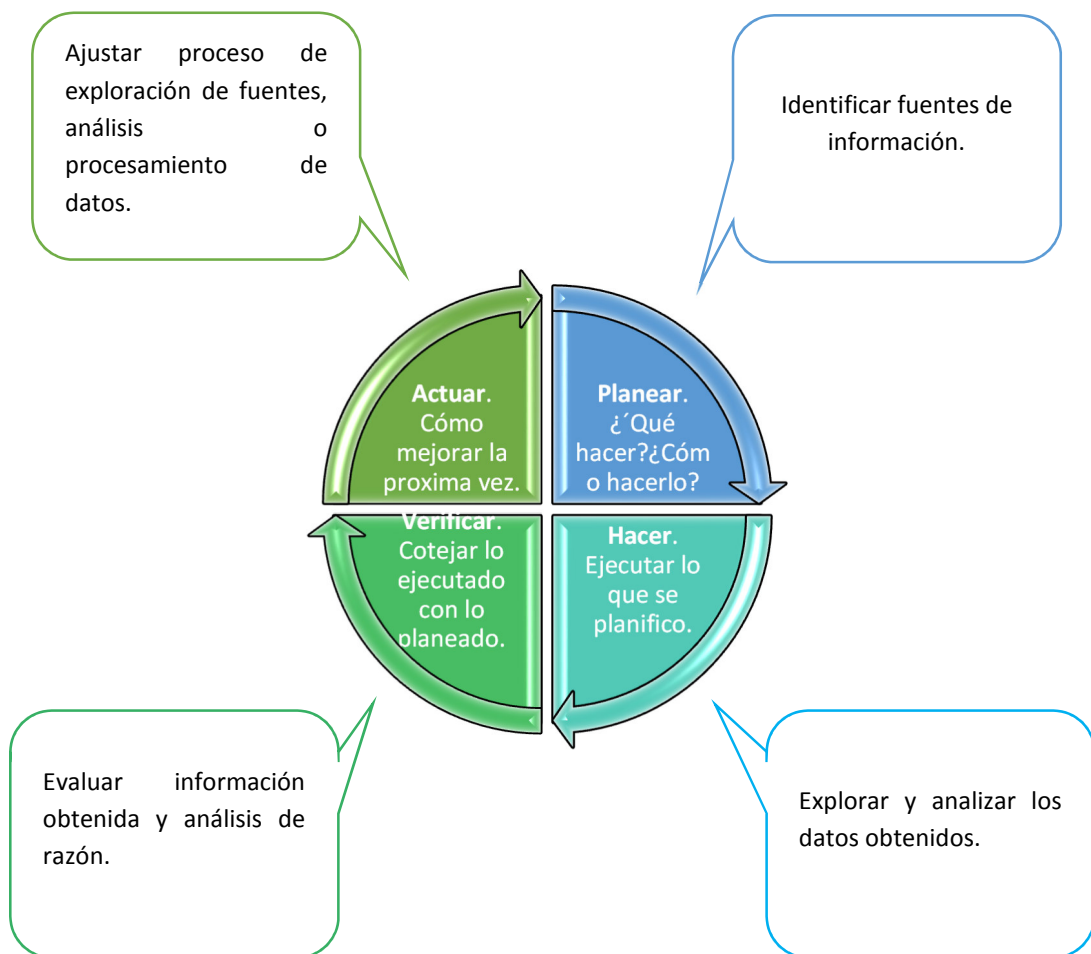 Ajustar proceso de
exploración de fuentes,
análisis o
procesamiento de
datos.
Identificar fuentes de
información.
Actuar.
Cómo
mejorar la
proxima vez.
Planear.
¿´Qué
hacer?¿Cóm
o hacerlo?
Verificar.
Cotejar lo
ejecutado
con lo
planeado.
Hacer.
Ejecutar lo
que se
planifico.
Evaluar información
obtenida y análisis de
razón.
Explorar y analizar los
datos obtenidos.